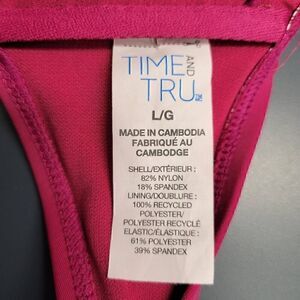 TIME
AND
TRU
L/G
MADE IN CAMBODIA
FABRIQUÉ AU
CAMBODGE
SHELL/EXTÉRIEUR :
82% NYLON
18% SPANDEX
LINING/DOUBLURE :
100% RECYCLED
POLYESTER/
POLYESTER RECYCLÉ
ELASTIC/ÉLASTIQUE :
61% POLYESTER
39% SPANDEX